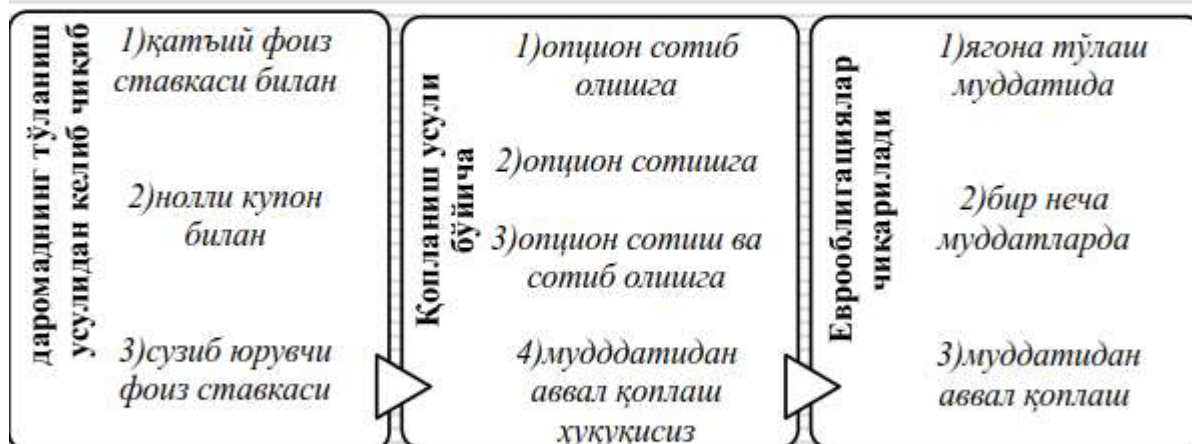 даромаднинг тўланиш
усулидан келиб чиқиб
1)қатъий фоиз
ставкаси билан
2)нолли купон
билан
3)сузиб юрувчи
фоиз ставкаси
Қопланиш усули
бўйича
1)опцион сотиб
олишга
2)опцион сотишга
3)опцион сотиш ва
сотиб олишга
4)мудддатидан
аввал қоплаш
хуқуқисиз
Еврооблигациялар
чикарилади
1)ягона тўлаш
муддатида
2)бир неча
муддатларда
3)муддатидан
аввал қоплаш